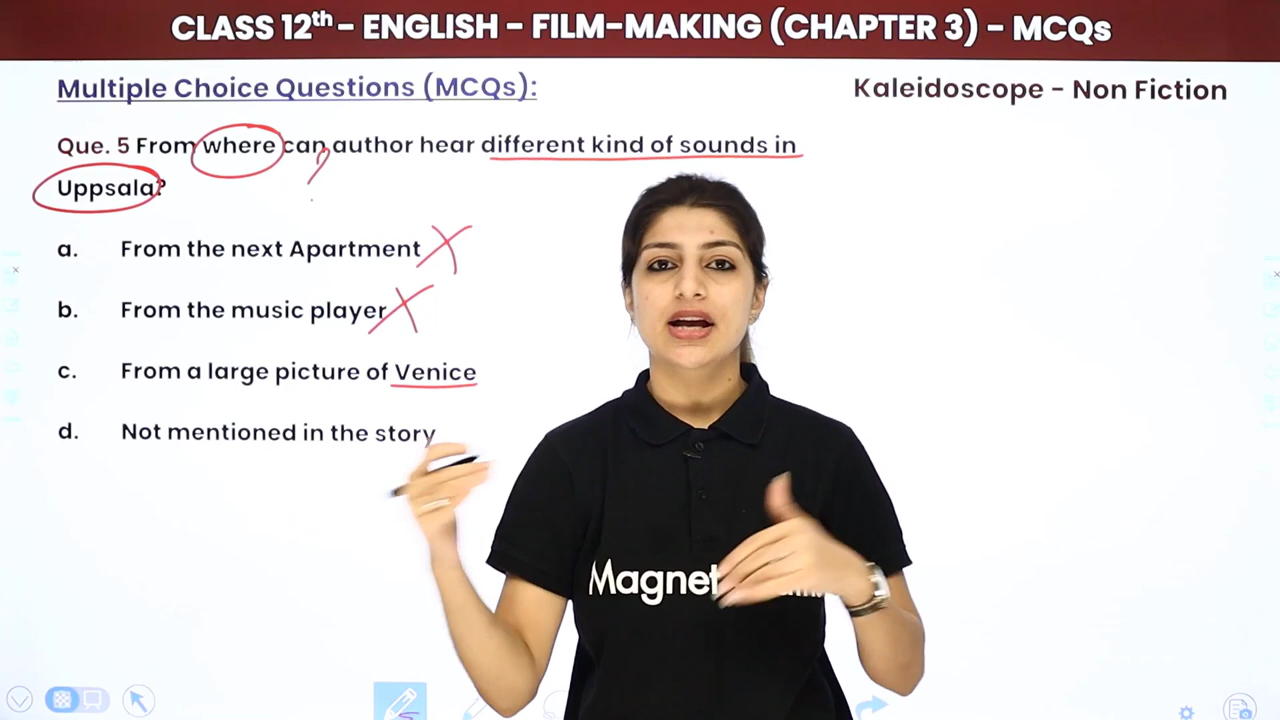 CLASS 12th - ENGLISH - FILM-MAKING (CHAPTER 3) - MCQs
Multiple Choice Questions (MCQs):
Kaleidoscope - Non Fiction
Que. 5 From where can author hear different kind of sounds in
Uppsala?
?
a. From the next Apartment
b. From the music player
c. From a large picture of Venice
d. Not mentioned in the story
Magnet